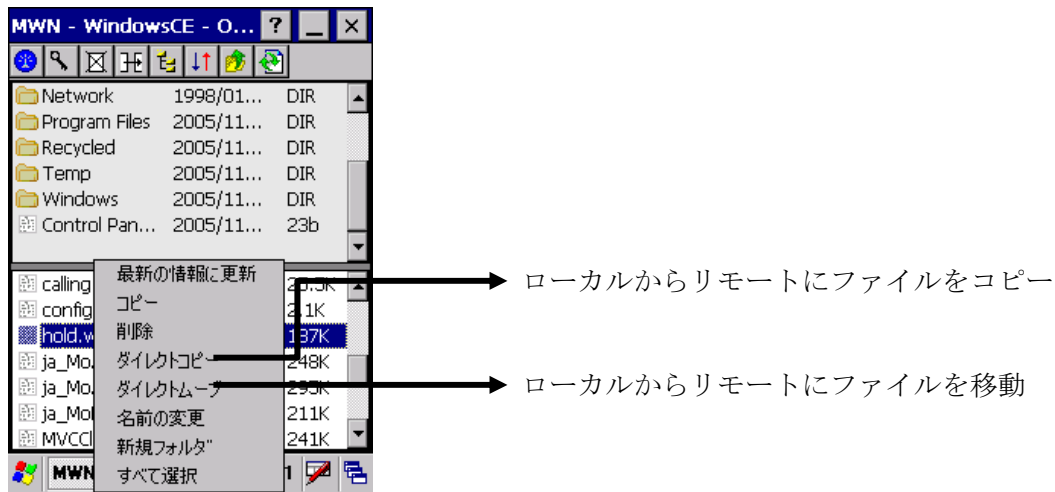 MWN - WindowsCE - O... ? _ ×
Network 1998/01... DIR
Program Files 2005/11... DIR
Recycled 2005/11... DIR
Temp 2005/11... DIR
Windows 2005/11... DIR
Control Pan... 2005/11... 23b
最新の情報に更新
コピー
削除
ダイレクトコピー
ダイレクトムーブ
名前の変更
新規フォルダ
すべて選択
calling
config 2.1K
hold.w 187K
ja_Mo. 248K
ja_Mo. 295K
ja_Mol 211K
MVCCl 241K
MWN 1
ローカルからリモートにファイルをコピー
ローカルからリモートにファイルを移動